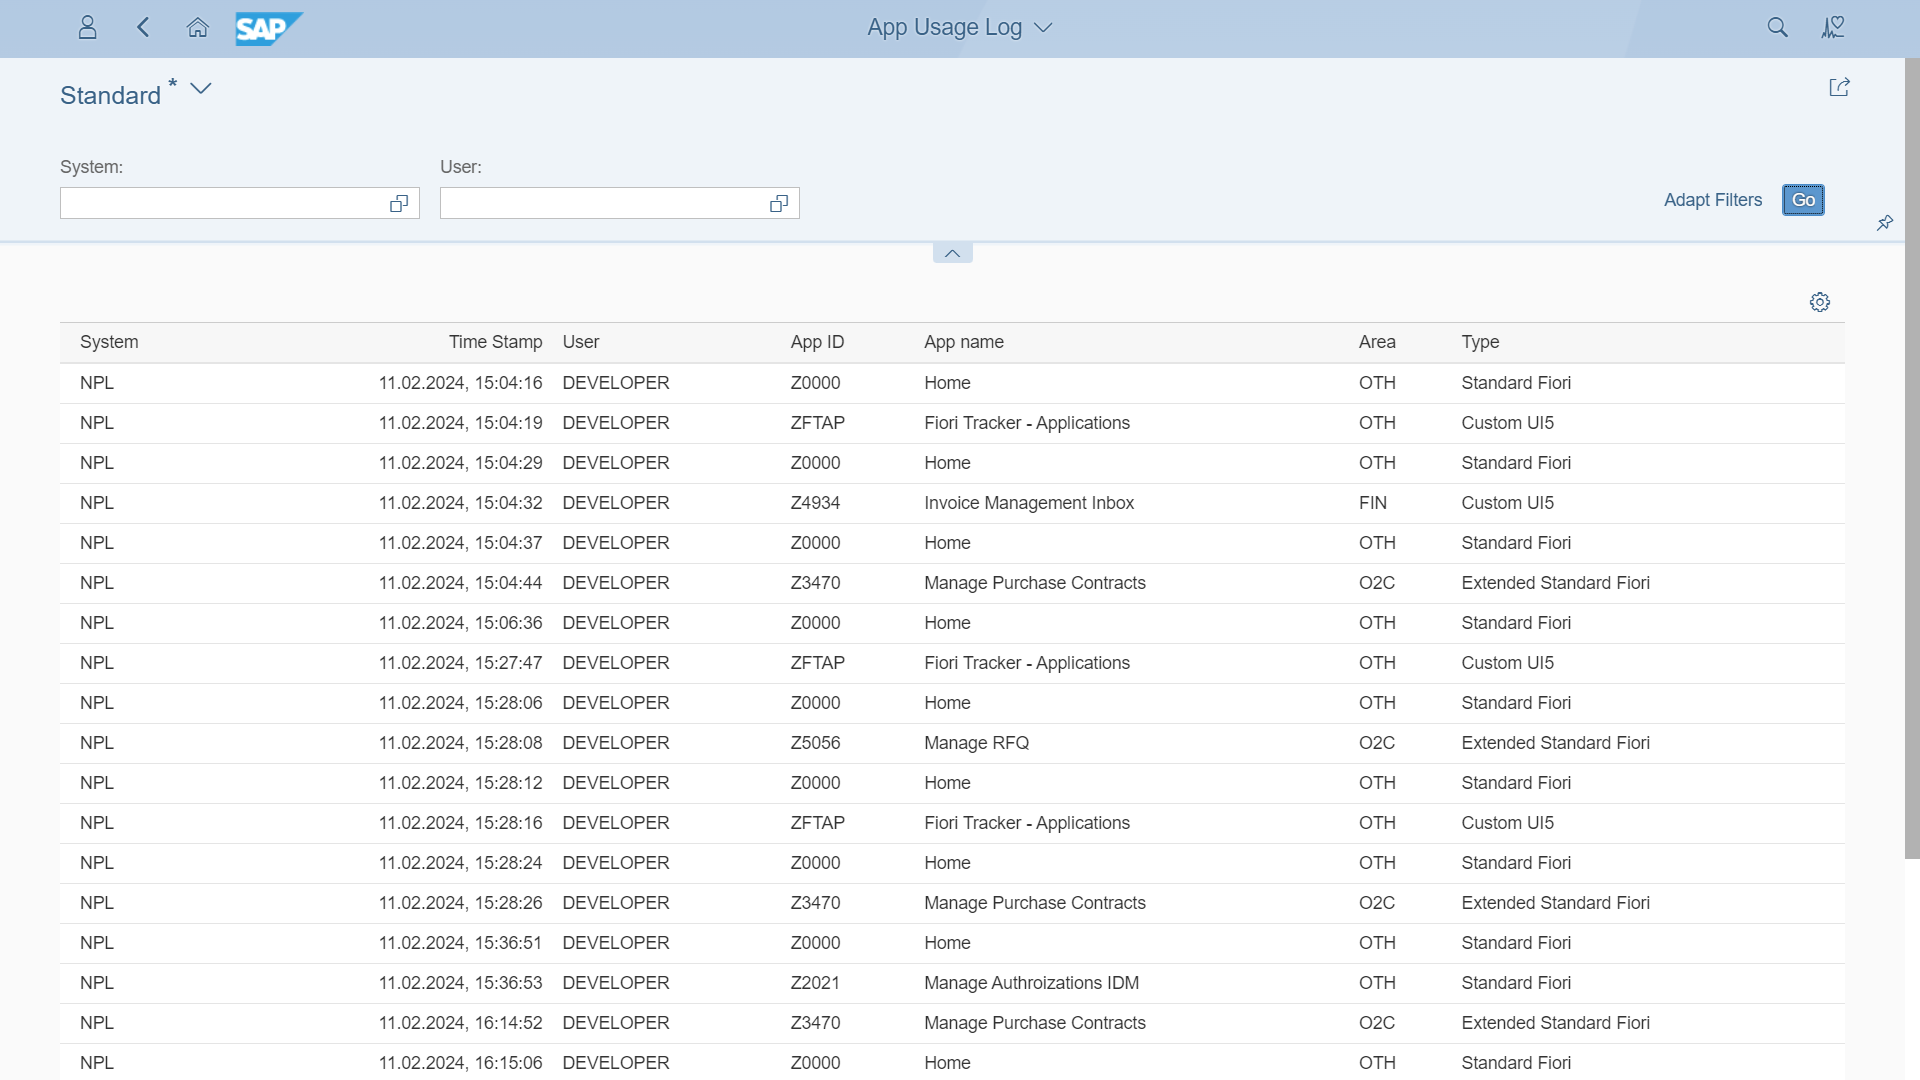 SAP App Usage Log
Standard *
System: User:
Adapt Filters Go
System Time Stamp User App ID App name Area Type
NPL 11.02.2024, 15:04:16 DEVELOPER Z0000 Home OTH Standard Fiori
NPL 11.02.2024, 15:04:19 DEVELOPER ZFTAP Fiori Tracker - Applications OTH Custom UI5
NPL 11.02.2024, 15:04:29 DEVELOPER Z0000 Home OTH Standard Fiori
NPL 11.02.2024, 15:04:32 DEVELOPER Z4934 Invoice Management Inbox FIN Custom UI5
NPL 11.02.2024, 15:04:37 DEVELOPER Z0000 Home OTH Standard Fiori
NPL 11.02.2024, 15:04:44 DEVELOPER Z3470 Manage Purchase Contracts O2C Extended Standard Fiori
NPL 11.02.2024, 15:06:36 DEVELOPER Z0000 Home OTH Standard Fiori
NPL 11.02.2024, 15:27:47 DEVELOPER ZFTAP Fiori Tracker - Applications OTH Custom UI5
NPL 11.02.2024, 15:28:06 DEVELOPER Z0000 Home OTH Standard Fiori
NPL 11.02.2024, 15:28:08 DEVELOPER Z5056 Manage RFQ O2C Extended Standard Fiori
NPL 11.02.2024, 15:28:12 DEVELOPER Z0000 Home OTH Standard Fiori
NPL 11.02.2024, 15:28:16 DEVELOPER ZFTAP Fiori Tracker - Applications OTH Custom UI5
NPL 11.02.2024, 15:28:24 DEVELOPER Z0000 Home OTH Standard Fiori
NPL 11.02.2024, 15:28:26 DEVELOPER Z3470 Manage Purchase Contracts O2C Extended Standard Fiori
NPL 11.02.2024, 15:36:51 DEVELOPER Z0000 Home OTH Standard Fiori
NPL 11.02.2024, 15:36:53 DEVELOPER Z2021 Manage Authroizations IDM OTH Standard Fiori
NPL 11.02.2024, 16:14:52 DEVELOPER Z3470 Manage Purchase Contracts O2C Extended Standard Fiori
NPL 11.02.2024, 16:15:06 DEVELOPER Z0000 Home OTH Standard Fiori